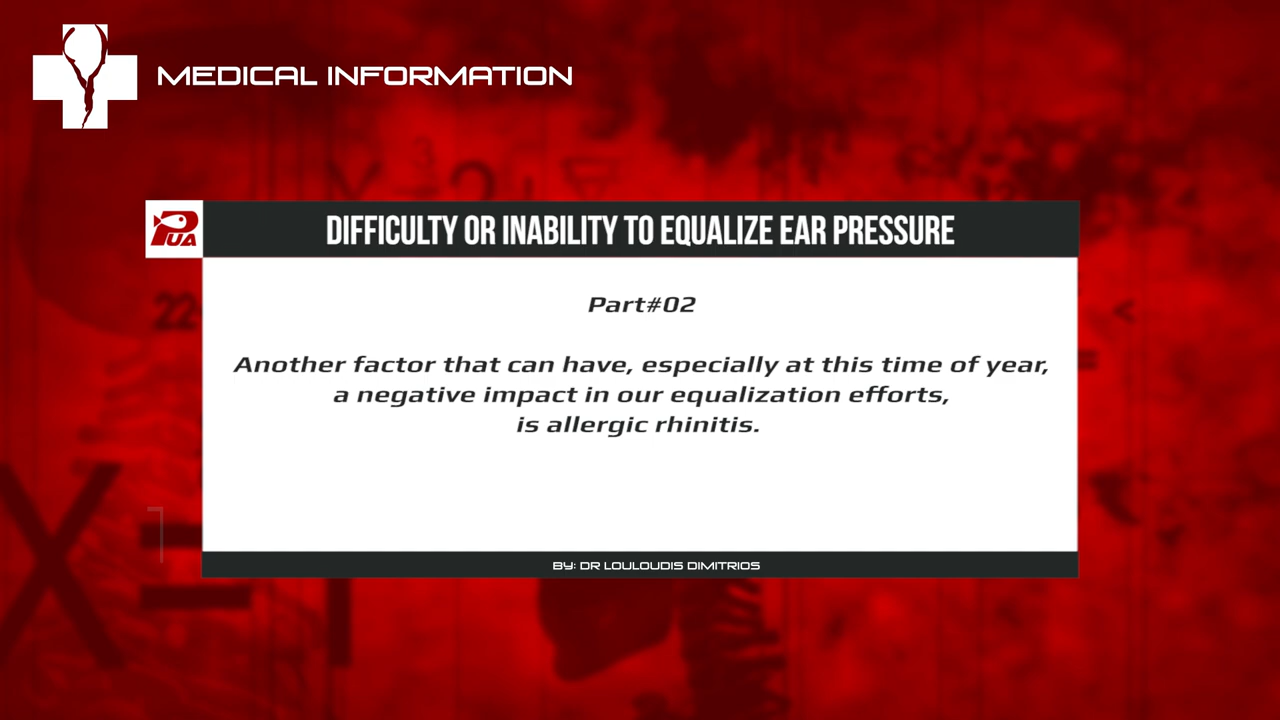 MEDICAL INFORMATION
PUA
DIFFICULTY OR INABILITY TO EQUALIZE EAR PRESSURE
Part#02
Another factor that can have, especially at this time of year,
a negative impact in our equalization efforts,
is allergic rhinitis.
BY: DR LOULOUDIS DIMITRIOS